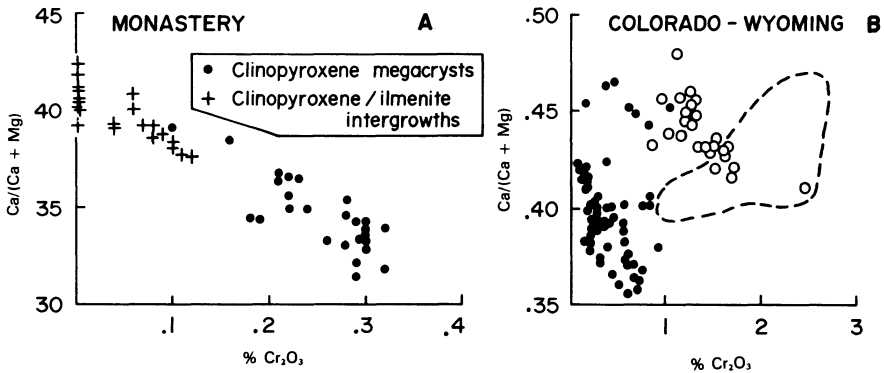 MONASTERY
A
45
40
35
30
Ca/(Ca + Mg)
Clinopyroxene megacrysts
Clinopyroxene/ilmenite
intergrowths
.1
.2
.3
.4
% Cr₂O₃
COLORADO - WYOMING
B
.50
.45
.40
.35
Ca/(Ca + Mg)
1
2
3
% Cr₂O₃